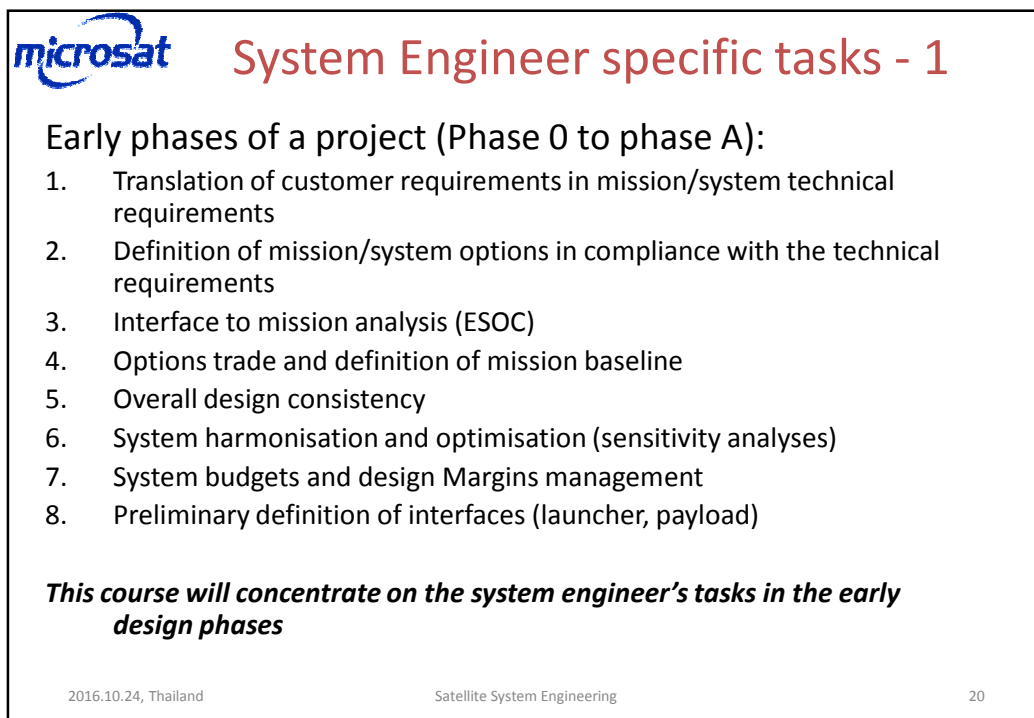 microsat
System Engineer specific tasks - 1
Early phases of a project (Phase 0 to phase A):
1. Translation of customer requirements in mission/system technical
requirements
2. Definition of mission/system options in compliance with the technical
requirements
3. Interface to mission analysis (ESOC)
4. Options trade and definition of mission baseline
5. Overall design consistency
6. System harmonisation and optimisation (sensitivity analyses)
7. System budgets and design Margins management
8. Preliminary definition of interfaces (launcher, payload)
This course will concentrate on the system engineer's tasks in the early
design phases
2016.10.24, Thailand
Satellite System Engineering
20